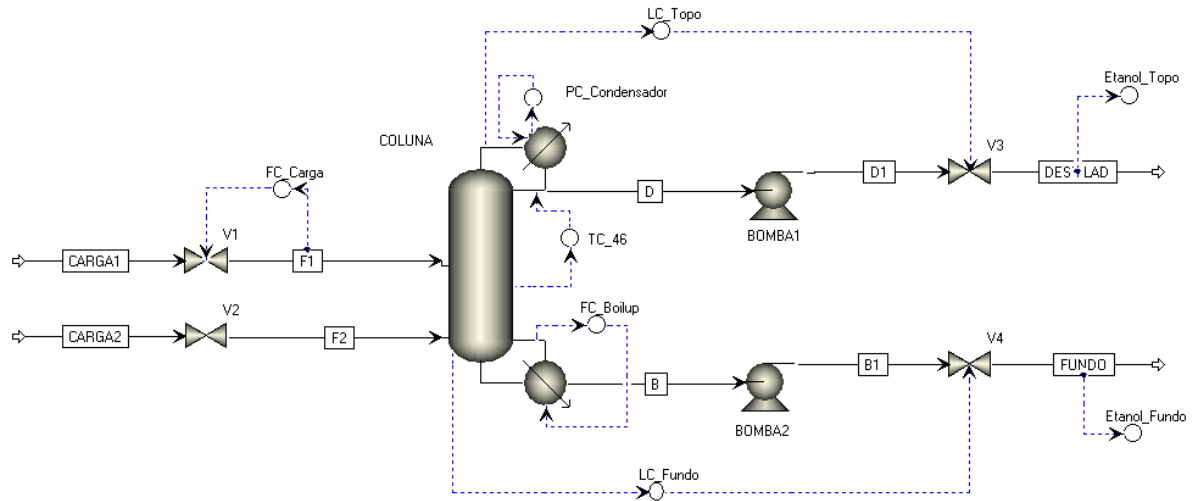 LC_Topo
Etanol_Topo
PC_Condensador
COLUNA
V3
FC_Carga
D
D1
V1
TC_46
BOMBA1
CARGA1
F1
V2
FC_Boilup
CARGA2
F2
V4
B
B1
FUNDO
BOMBA2
Etanol_Fundo
LC_Fundo